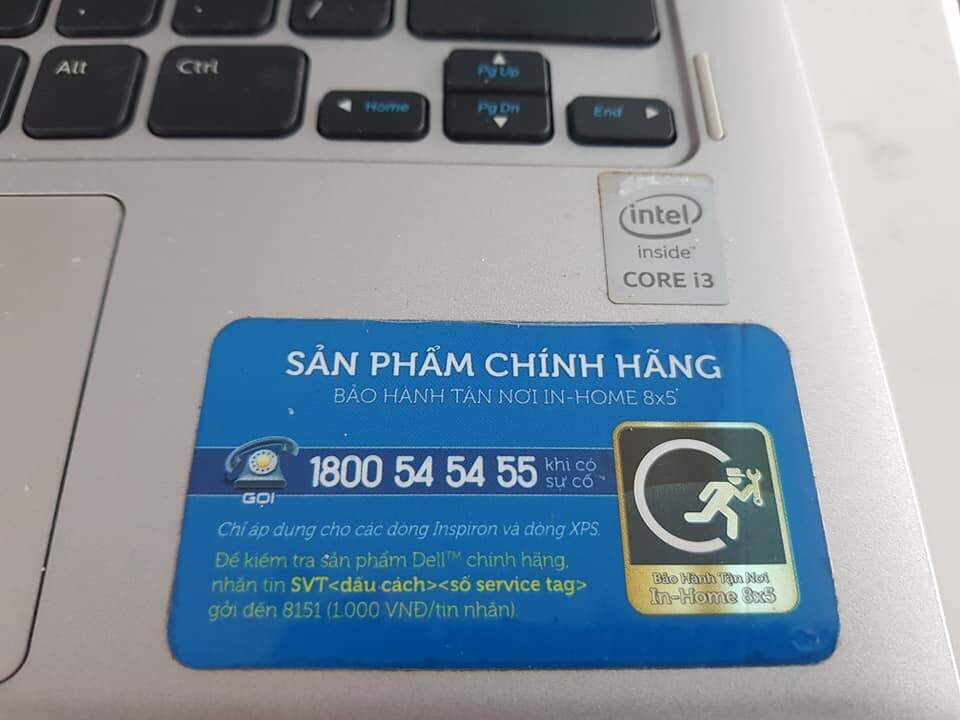 Alt
Ctrl
Home
Pg Up
Pg Dn
End
intel
inside™
CORE i3
SẢN PHẨM CHÍNH HÃNG
BẢO HÀNH TẬN NƠI IN-HOME 8x5*
GỌI
1800 54 54 55 khi có sự cố
Chỉ áp dụng cho các dòng Inspiron và dòng XPS.
Để kiểm tra sản phẩm Dell™ chính hãng,
nhắn tin SVT<dấu cách><số service tag>
gởi đến 8151 (1.000 VNĐ/tin nhắn).
Bảo Hành Tận Nơi
In-Home 8x5